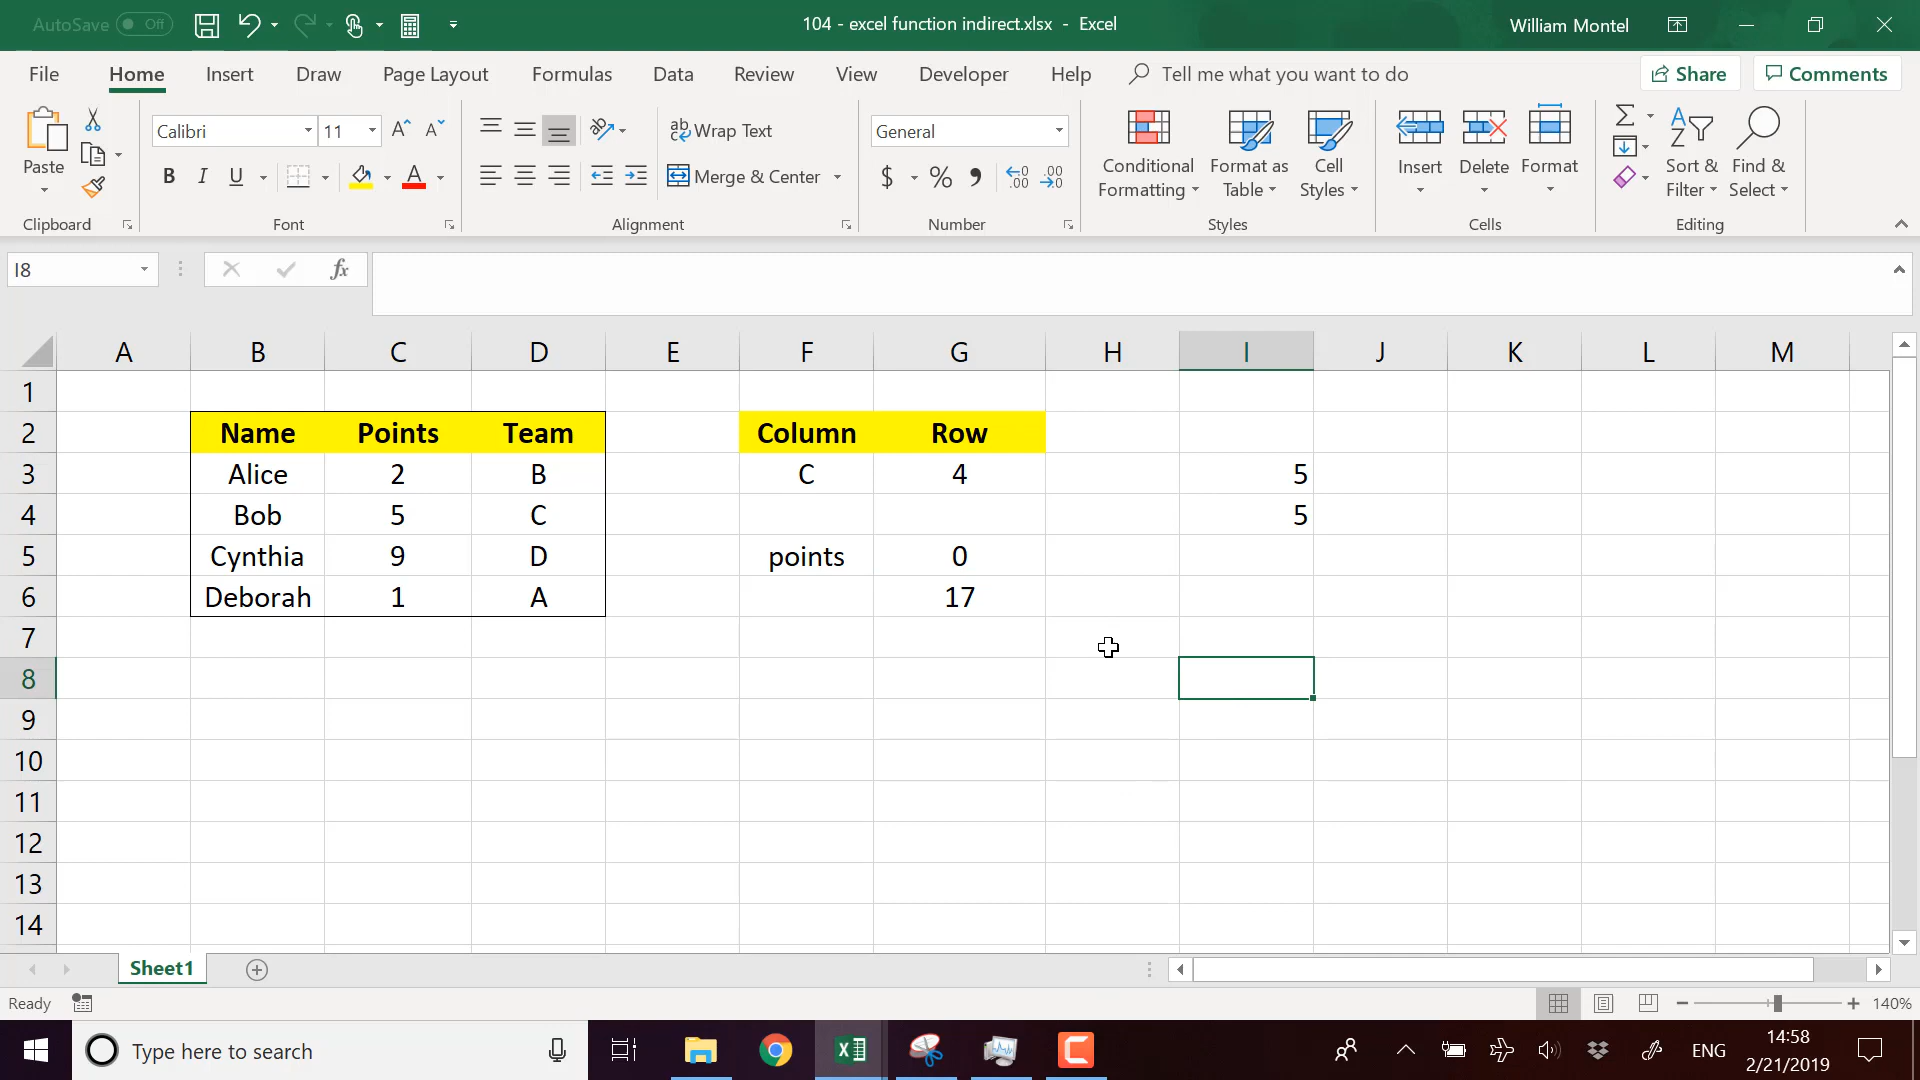 AutoSave Off
104 - excel function indirect.xlsx - Excel
William Montel
File Home Insert Draw Page Layout Formulas Data Review View Developer Help Tell me what you want to do Share Comments
Paste
Clipboard
Calibri 11
B I U A
Font
ab Wrap Text
Merge & Center
Alignment
General
$ % , .00 .00
Number
Conditional Formatting
Format as Table
Cell Styles
Styles
Insert Delete Format
Cells
Sort & Filter
Find & Select
Editing
I8 fx
A B C D E F G H I J K L M
1
2 Name Points Team Column Row
3 Alice 2 B C 4 5
4 Bob 5 C 5
5 Cynthia 9 D points 0
6 Deborah 1 A 17
7
8
9
10
11
12
13
14
Sheet1
Ready 140%
Type here to search
ENG
14:58
2/21/2019